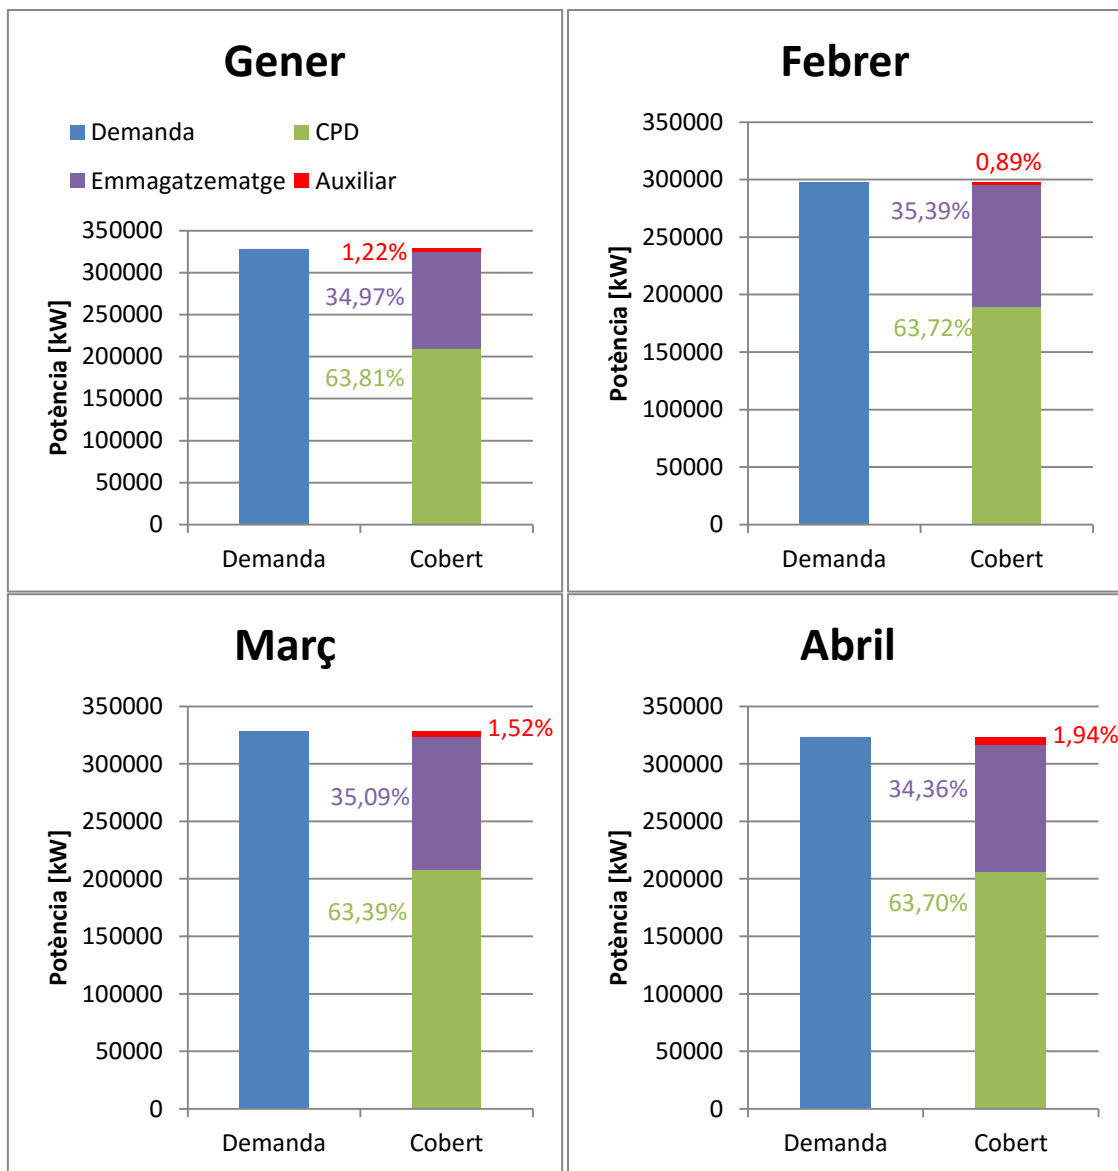 Gener
Demanda
CPD
Emmagatzematge
Auxiliar
350000
300000
250000
200000
150000
100000
50000
0
Potència [kW]
1,22%
34,97%
63,81%
Demanda
Cobert
Febrer
350000
300000
250000
200000
150000
100000
50000
0
Potència [kW]
0,89%
35,39%
63,72%
Demanda
Cobert
Març
350000
300000
250000
200000
150000
100000
50000
0
Potència [kW]
1,52%
35,09%
63,39%
Demanda
Cobert
Abril
350000
300000
250000
200000
150000
100000
50000
0
Potència [kW]
1,94%
34,36%
63,70%
Demanda
Cobert